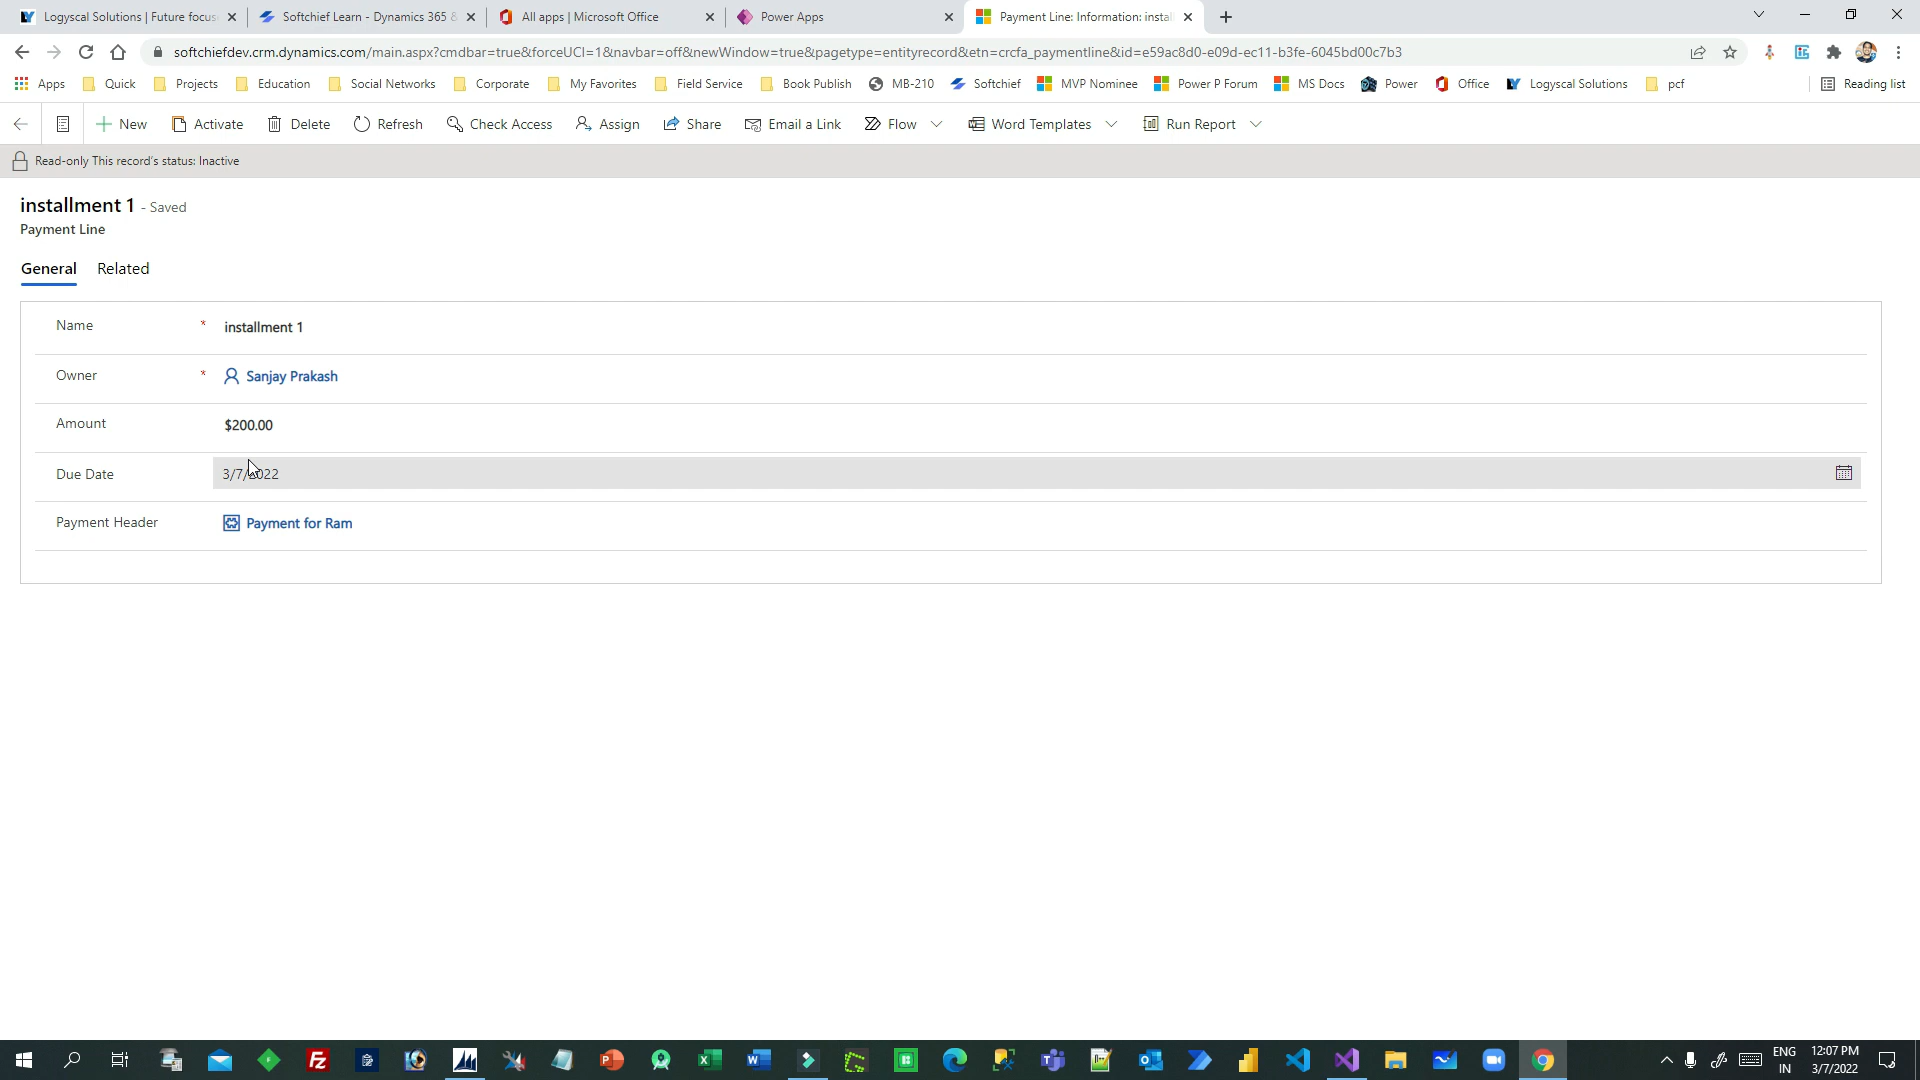 Logyscal Solutions | Future focus
Softchief Learn - Dynamics 365 &
All apps | Microsoft Office
Power Apps
Payment Line: Information: instal
softchiefdev.crm.dynamics.com/main.aspx?cmdbar=true&forceUCI=1&navbar=off&newWindow=true&pagetype=entityrecord&etn=crcfa_paymentline&id=e59ac8d0-e09d-ec11-b3fe-6045bd00c7b3
Apps Quick Projects Education Social Networks Corporate My Favorites Field Service Book Publish MB-210 Softchief MVP Nominee Power P Forum MS Docs Power Office Logyscal Solutions pcf Reading list
New Activate Delete Refresh Check Access Assign Share Email a Link Flow Word Templates Run Report
Read-only This record's status: Inactive
installment 1 - Saved
Payment Line
General Related
Name * installment 1
Owner * Sanjay Prakash
Amount $200.00
Due Date 3/7/2022
Payment Header Payment for Ram
ENG 12:07 PM
IN 3/7/2022